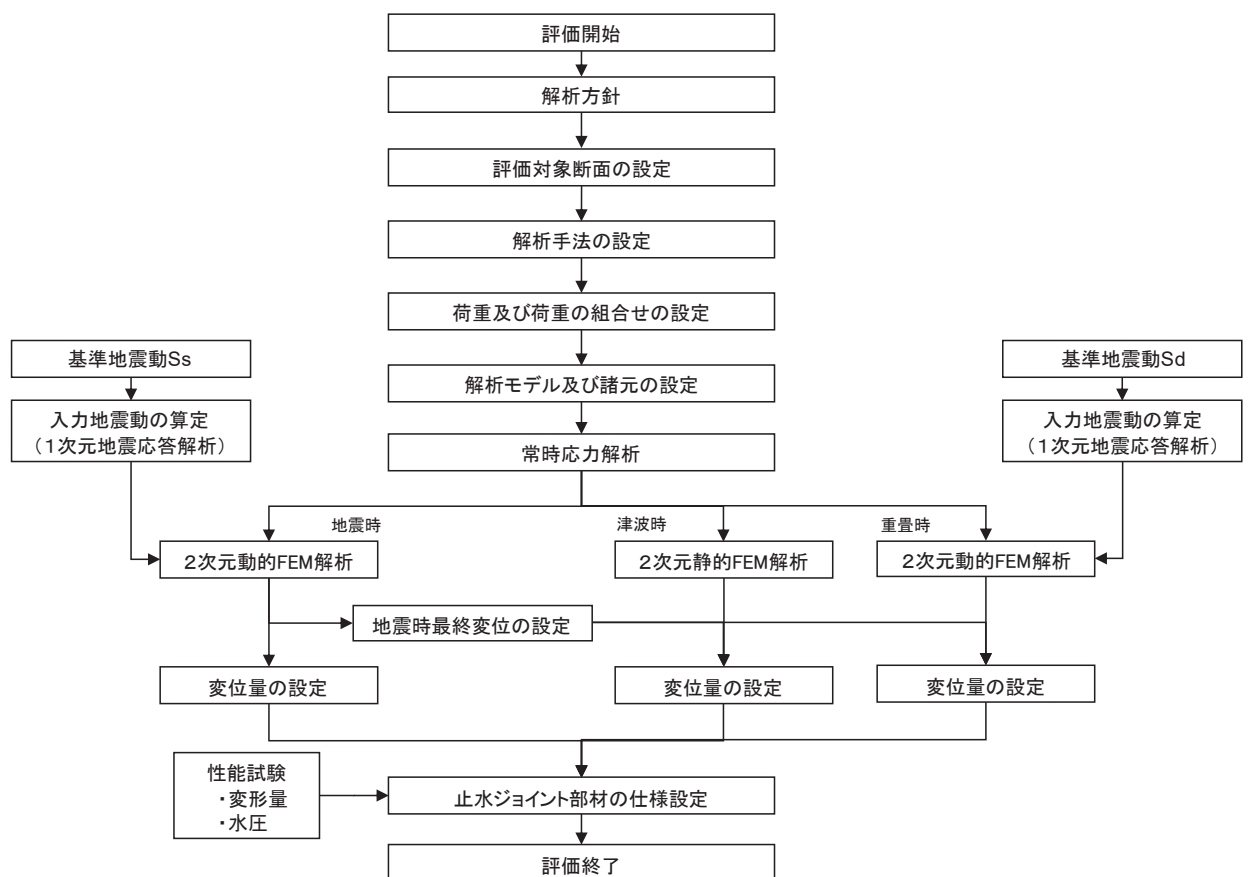 評価開始
解析方針
評価対象断面の設定
解析手法の設定
荷重及び荷重の組合せの設定
基準地震動Ss
基準地震動Sd
解析モデル及び諸元の設定
入力地震動の算定
（1次元地震応答解析）
入力地震動の算定
（1次元地震応答解析）
常時応力解析
地震時
津波時
重畳時
2次元動的FEM解析
2次元静的FEM解析
2次元動的FEM解析
地震時最終変位の設定
変位量の設定
変位量の設定
変位量の設定
性能試験
・変形量
・水圧
止水ジョイント部材の仕様設定
評価終了